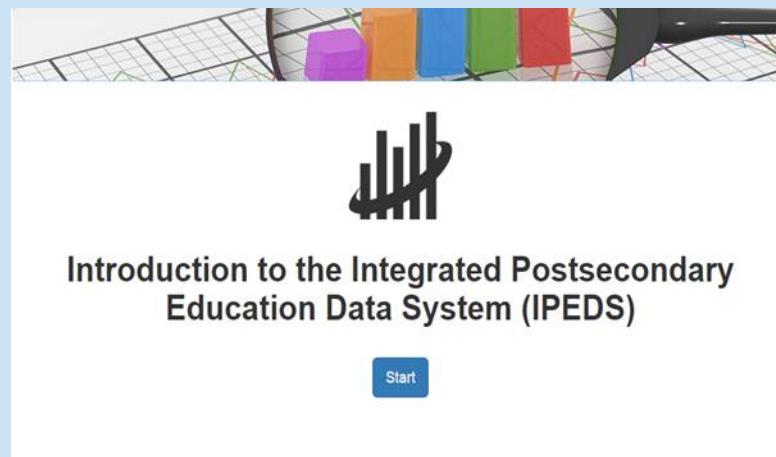 Introduction to the Integrated Postsecondary
Education Data System (IPEDS)
Start